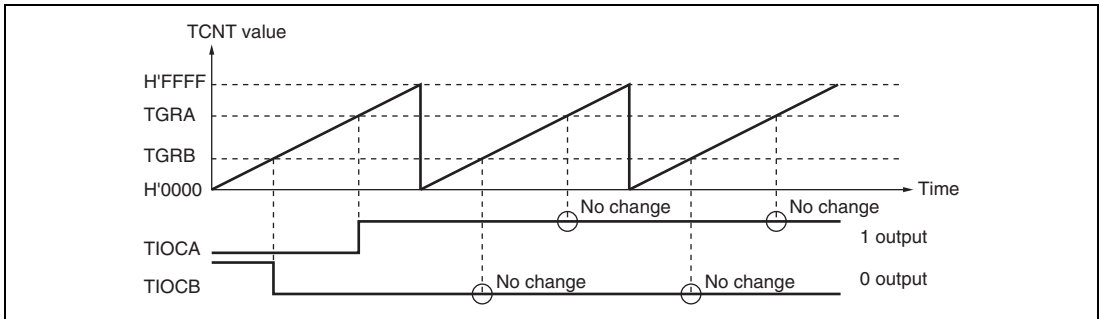 TCNT value
H'FFFF
TGRA
TGRB
H'0000
Time
No change No change
TIOCA
1 output
No change No change
TIOCB
0 output